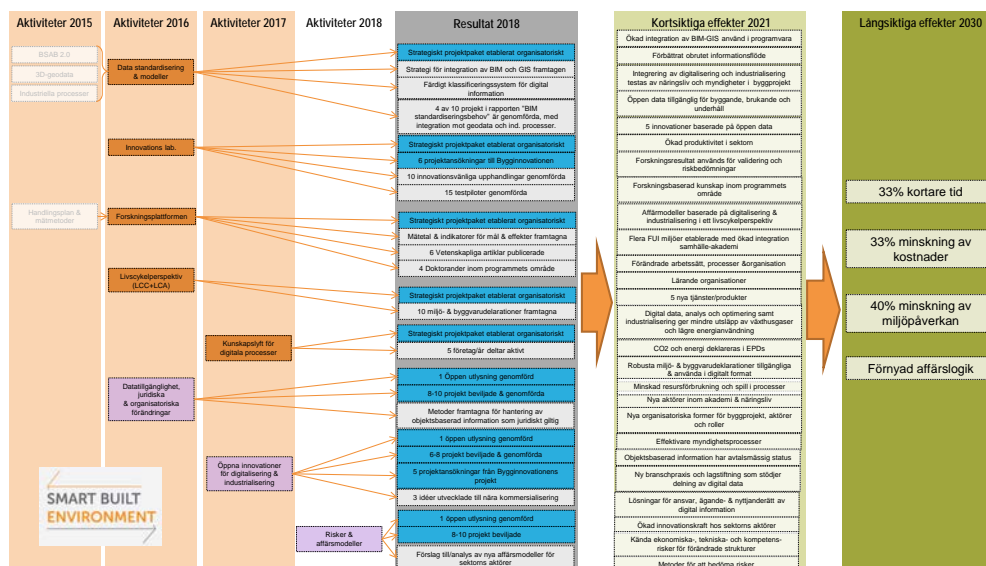 Aktiviteter 2015
BSAB 2.0
3D-geodata
Industriella processer
Handlingsplan &
mätmetoder
Aktiviteter 2016
Data standardisering
& modeller
Innovations lab.
Forskningsplattformen
Livscykelperspektiv
(LCC+LCA)
Datatillgänglighet,
juridiska
& organisatoriska
förändringar
Aktiviteter 2017
Kunskapslyft för
digitala processer
Öppna innovationer
för digitalisering &
industrialisering
Aktiviteter 2018
Risker &
affärsmodeller
SMART BUILT
ENVIRONMENT
Resultat 2018
Strategiskt projektpaket etablerat organisatoriskt
Strategi för integration av BIM och GIS framtagen
Färdigt klassificeringssystem för digital
information
4 av 10 projekt i rapporten "BIM
standardiseringsbehov" är genomförda, med
integration mot geodata och ind. processer.
Strategiskt projektpaket etablerat organisatoriskt
6 projektansökningar till Bygginnovationen
10 innovationsvänliga upphandlingar genomförda
15 testpiloter genomförda
Strategiskt projektpaket etablerat organisatoriskt
Mätetal & indikatorer för mål & effekter framtagna
6 Vetenskapliga artiklar publicerade
4 Doktorander inom programmets område
Strategiskt projektpaket etablerat organisatoriskt
10 miljö- & byggvarudelarationer framtagna
Strategiskt projektpaket etablerat organisatoriskt
5 företag/år deltar aktivt
1 Öppen utlysning genomförd
8-10 projekt beviljade & genomförda
Metoder framtagna för hantering av
objektsbaserad information som juridiskt giltig
1 öppen utlysning genomförd
6-8 projekt beviljade & genomförda
5 projektansökningar från Bygginnovationens
projekt
3 idéer utvecklade till nära kommersialisering
1 öppen utlysning genomförd
8-10 projekt beviljade
Förslag till/analys av nya affärsmodeller för
sektorns aktörer
Kortsiktiga effekter 2021
Ökad integration av BIM-GIS använd i programvara
Förbättrat obrutet informationsflöde
Integrering av digitalisering och industrialisering
testas av näringsliv och myndigheter i byggprojekt
Öppen data tillgänglig för byggande, brukande och
underhåll
5 innovationer baserade på öppen data
Ökad produktivitet i sektorn
Forskningsresultat används för validering och
riskbedömningar
Forskningsbaserad kunskap inom programmets
område
Affärmodeller baserade på digitalisering &
industrialisering i ett livscykelperspektiv
Flera FUI miljöer etablerade med ökad integration
samhälle-akademi
Förändrade arbetssätt, processer &organisation
Lärande organisationer
5 nya tjänster/produkter
Digital data, analys och optimering samt
industrialisering ger mindre utsläpp av växthusgaser
och lägre energianvändning
CO2 och energi deklareras i EPDs
Robusta miljö- & byggvarudeklarationer tillgängliga
& använda i digitalt format
Minskad resursförbrukning och spill i processer
Nya aktörer inom akademi & näringsliv
Nya organisatoriska former för byggprojekt, aktörer
och roller
Effektivare myndighetsprocesser
Objektsbaserad information har avtalsmässig status
Ny branschpraxis och lagstiftning som stödjer
delning av digital data
Lösningar för ansvar, ägande- & nyttjanderätt av
digital information
Ökad innovationskraft hos sektorns aktörer
Kända ekonomiska-, tekniska- och kompetens-
risker för förändrade strukturer
Metoder för att bedöma risker
Långsiktiga effekter 2030
33% kortare tid
33% minskning av
kostnader
40% minskning av
miljöpåverkan
Förnyad affärslogik